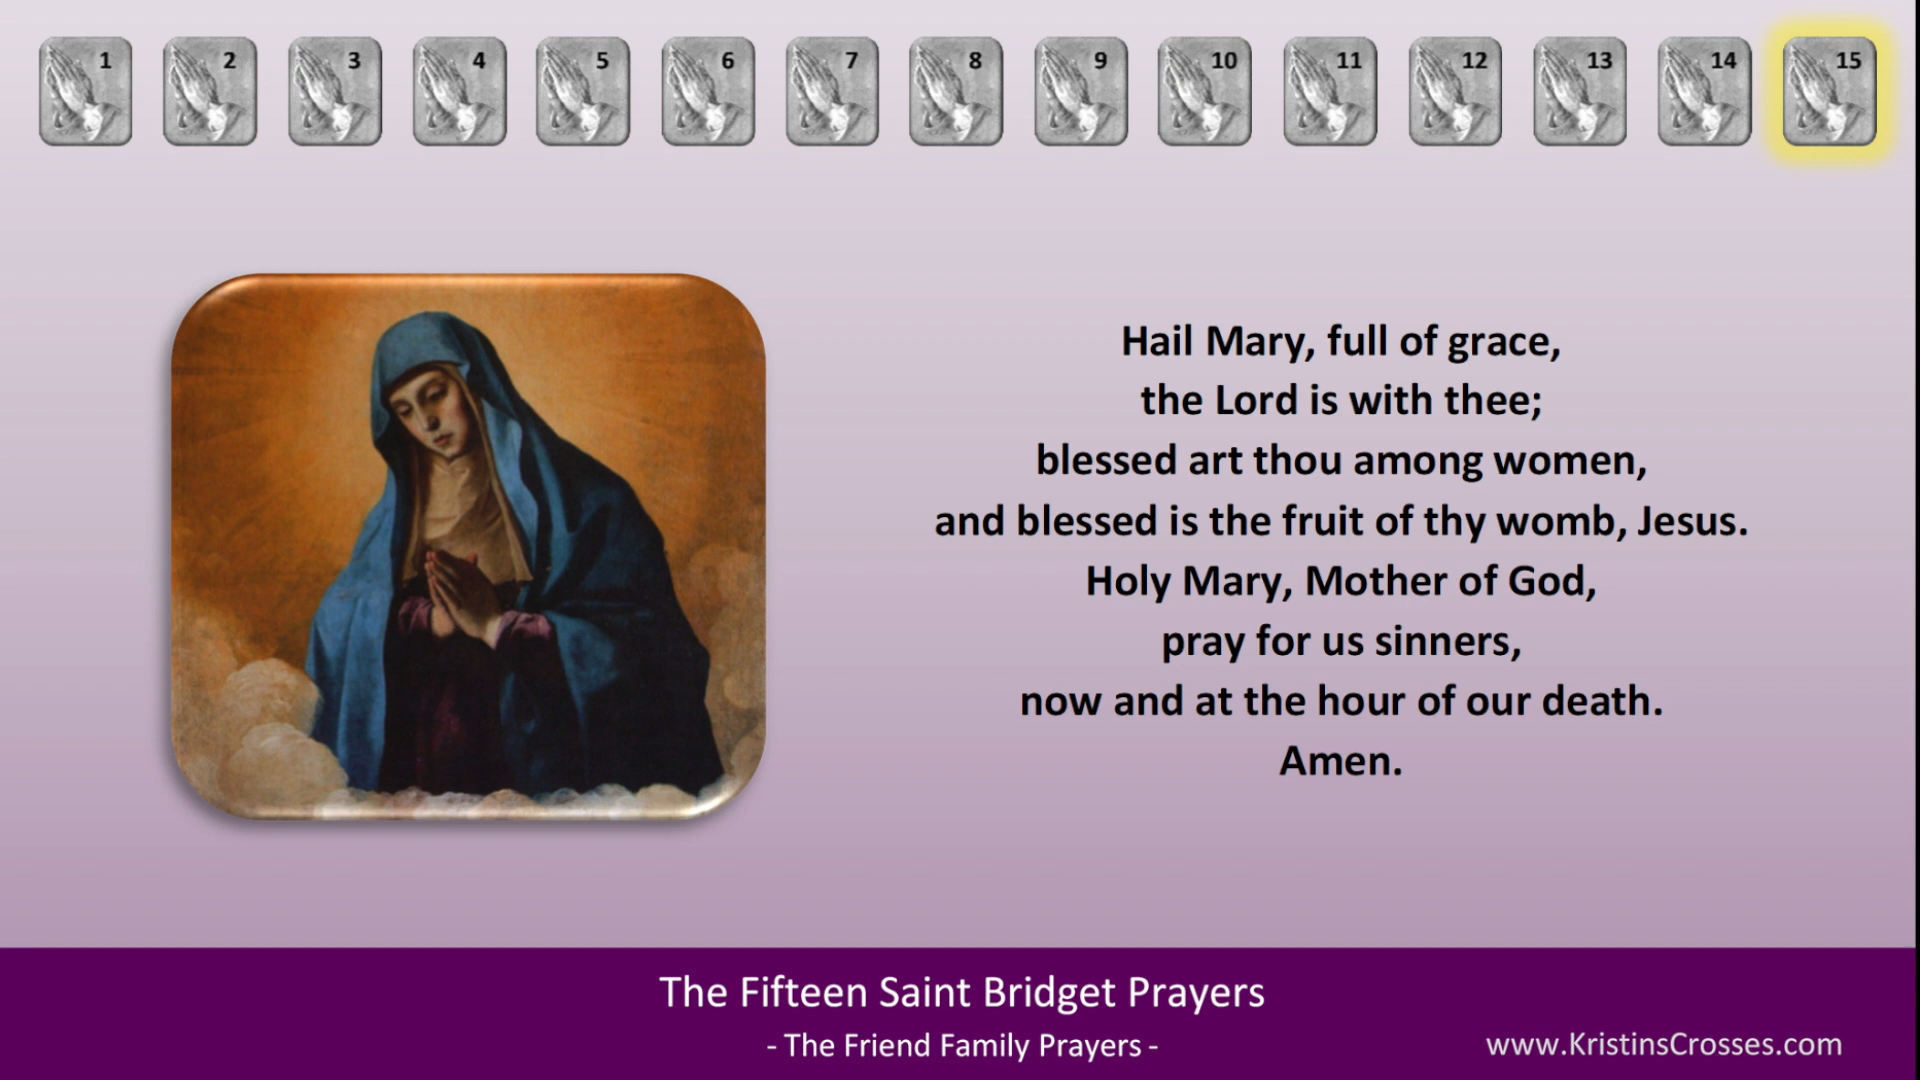 1 2 3 4 5 6 7 8 9 10 11 12 13 14 15
Hail Mary, full of grace,
the Lord is with thee;
blessed art thou among women,
and blessed is the fruit of thy womb, Jesus.
Holy Mary, Mother of God,
pray for us sinners,
now and at the hour of our death.
Amen.
The Fifteen Saint Bridget Prayers
- The Friend Family Prayers -
www.KristinsCrosses.com